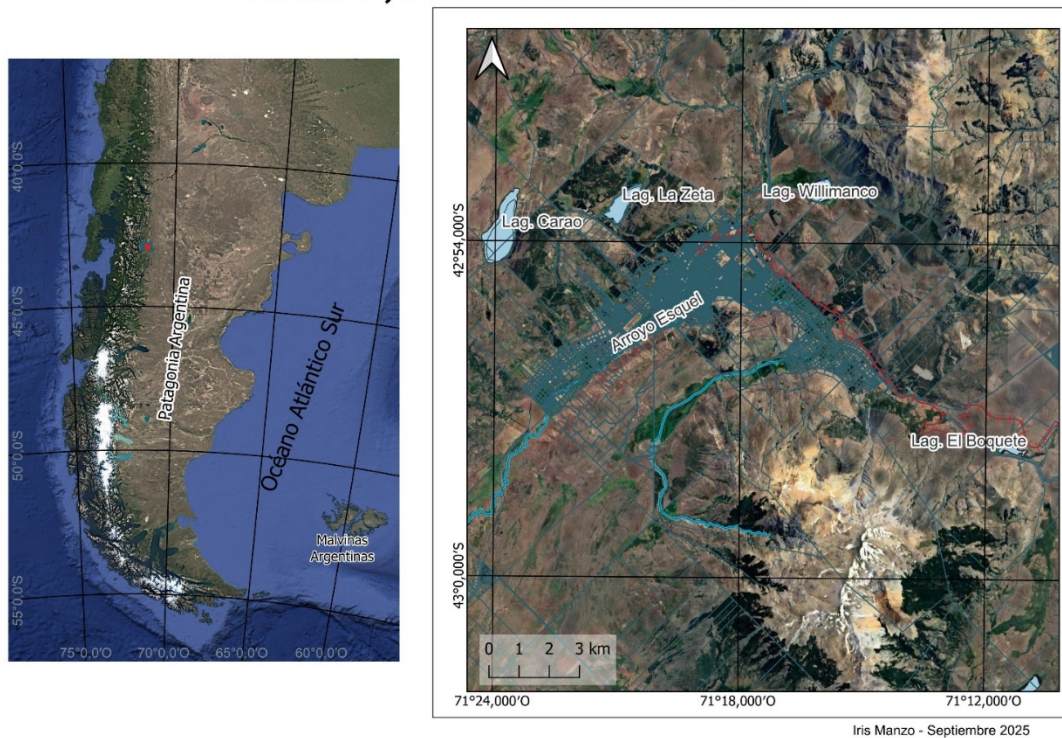 40°0.0'S
45°0.0'S
50°0.0'S
55°0.0'S
75°0.0'O
70°0.0'O
65°0.0'O
60°0.0'O
Patagonia Argentina
Océano Atlántico Sur
Malvinas
Argentinas
Lag. Carao
Lag. La Zeta
Lag. Willimanco
Arroyo Esquel
Lag. El Boquete
42°54,000'S
43°0,000'S
0 1 2 3 km
71°24,000'O
71°18,000'O
71°12,000'O
Iris Manzo - Septiembre 2025